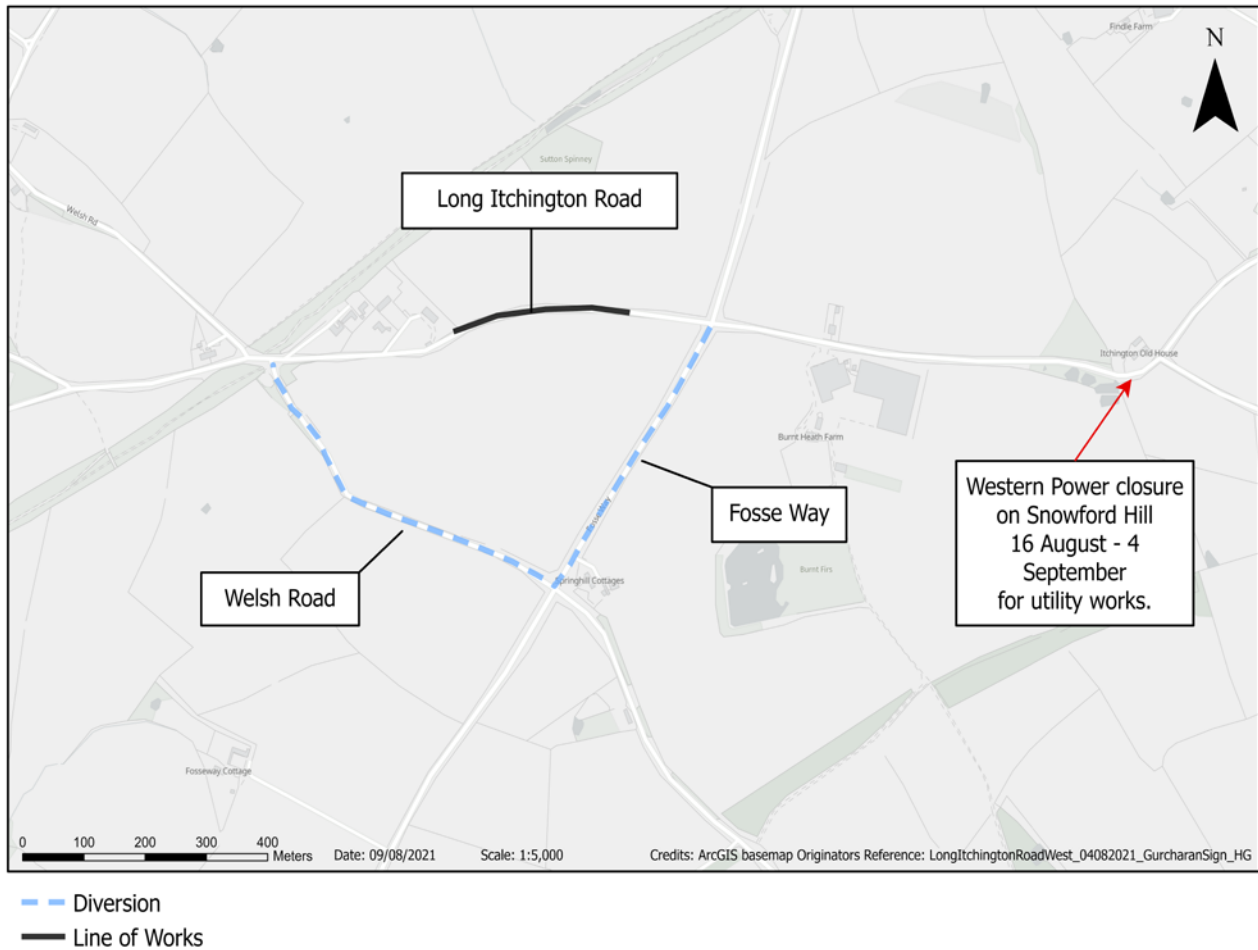 Findle Farm
N
Sutton Spinney
Long Itchington Road
Welsh Rd
Itchington Old House
Burnt Heath Farm
Western Power closure
on Snowford Hill
16 August - 4
September
for utility works.
Fosse Way
Fosse Way
Springhill Cottages
Burnt Firs
Welsh Road
Fosseway Cottage
0 100 200 300 400
Meters
Date: 09/08/2021
Scale: 1:5,000
Credits: ArcGIS basemap Originators Reference: LongItchingtonRoadWest_04082021_GurcharanSign_HG
Diversion
Line of Works